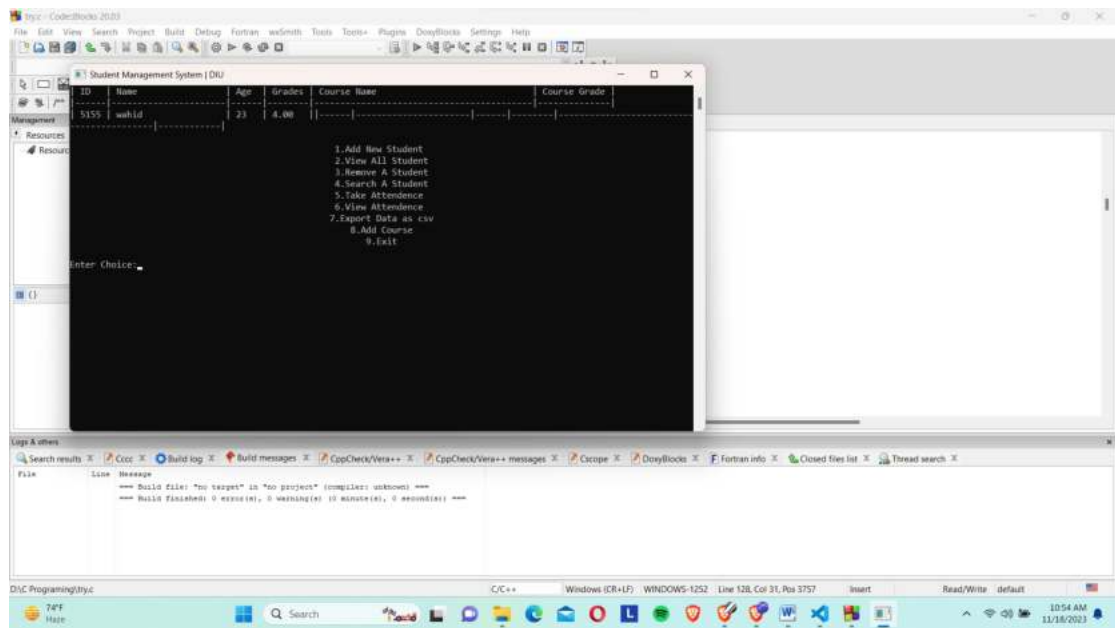 try.c - Code::Blocks 20.03
File Edit View Search Project Build Debug Fortran wxSmith Tools Tools+ Plugins DoxyBlocks Settings Help
Student Management System | DIU
| ID | Name | Age | Grades | Course Name | Course Grade |
| 5155 | wahid | 23 | 4.00 |
1.Add New Student
2.View All Student
3.Remove A Student
4.Search A Student
5.Take Attendence
6.View Attendence
7.Export Data as csv
8.Add Course
9.Exit
Enter Choice:
Management
Resources
Resourc
Logs & others
Search results Cccc Build log Build messages CppCheck/Vera++ CppCheck/Vera++ messages Cscope DoxyBlocks Fortran info Closed files list Thread search
File Line Message
=== Build file: "no target" in "no project" (compiler: unknown) ===
=== Build finished: 0 error(s), 0 warning(s) (0 minute(s), 0 second(s)) ===
D:\C Programing\try.c C/C++ Windows (CR+LF) WINDOWS-1252 Line 128, Col 31, Pos 3757 Insert Read/Write default
74°F
Haze
Search
10:54 AM
11/18/2023